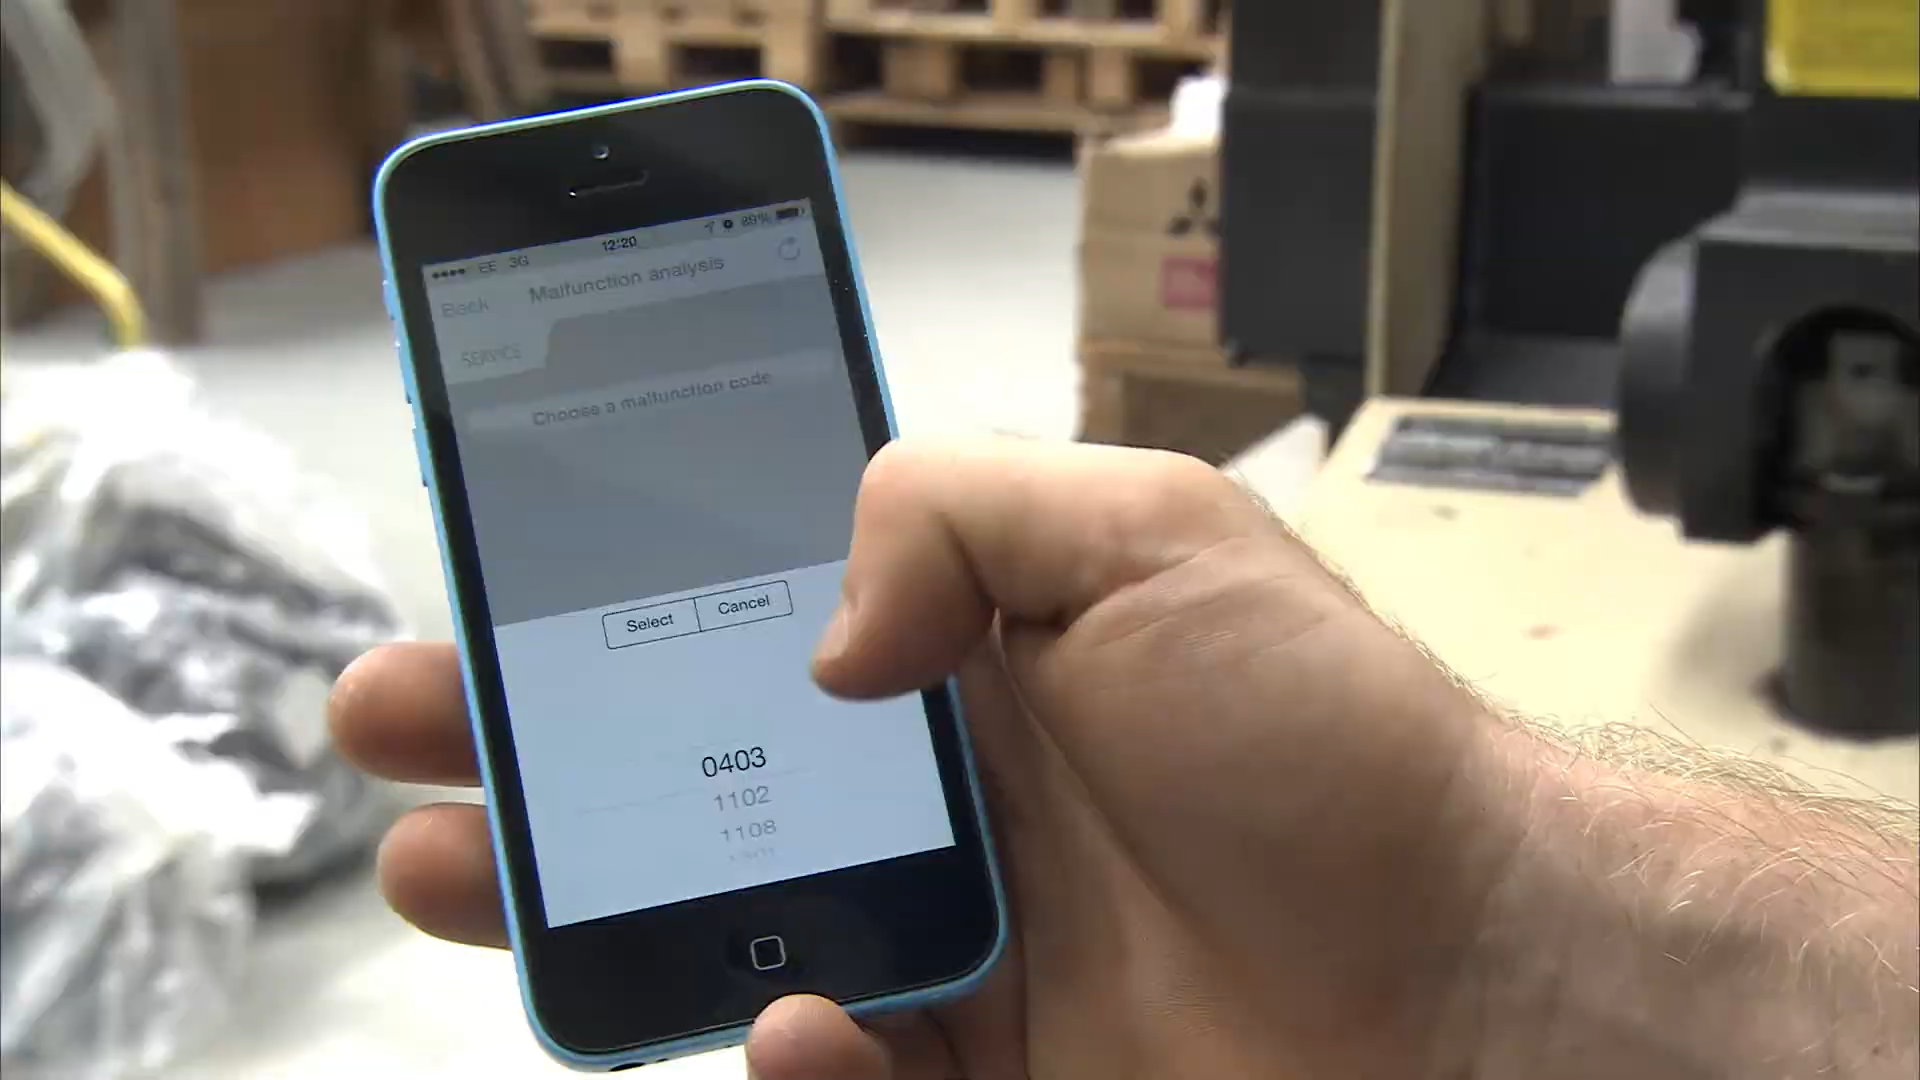 EE 3G 12:20 89%
Back Malfunction analysis
SERVICE
Choose a malfunction code
Select Cancel
0403
1102
1108